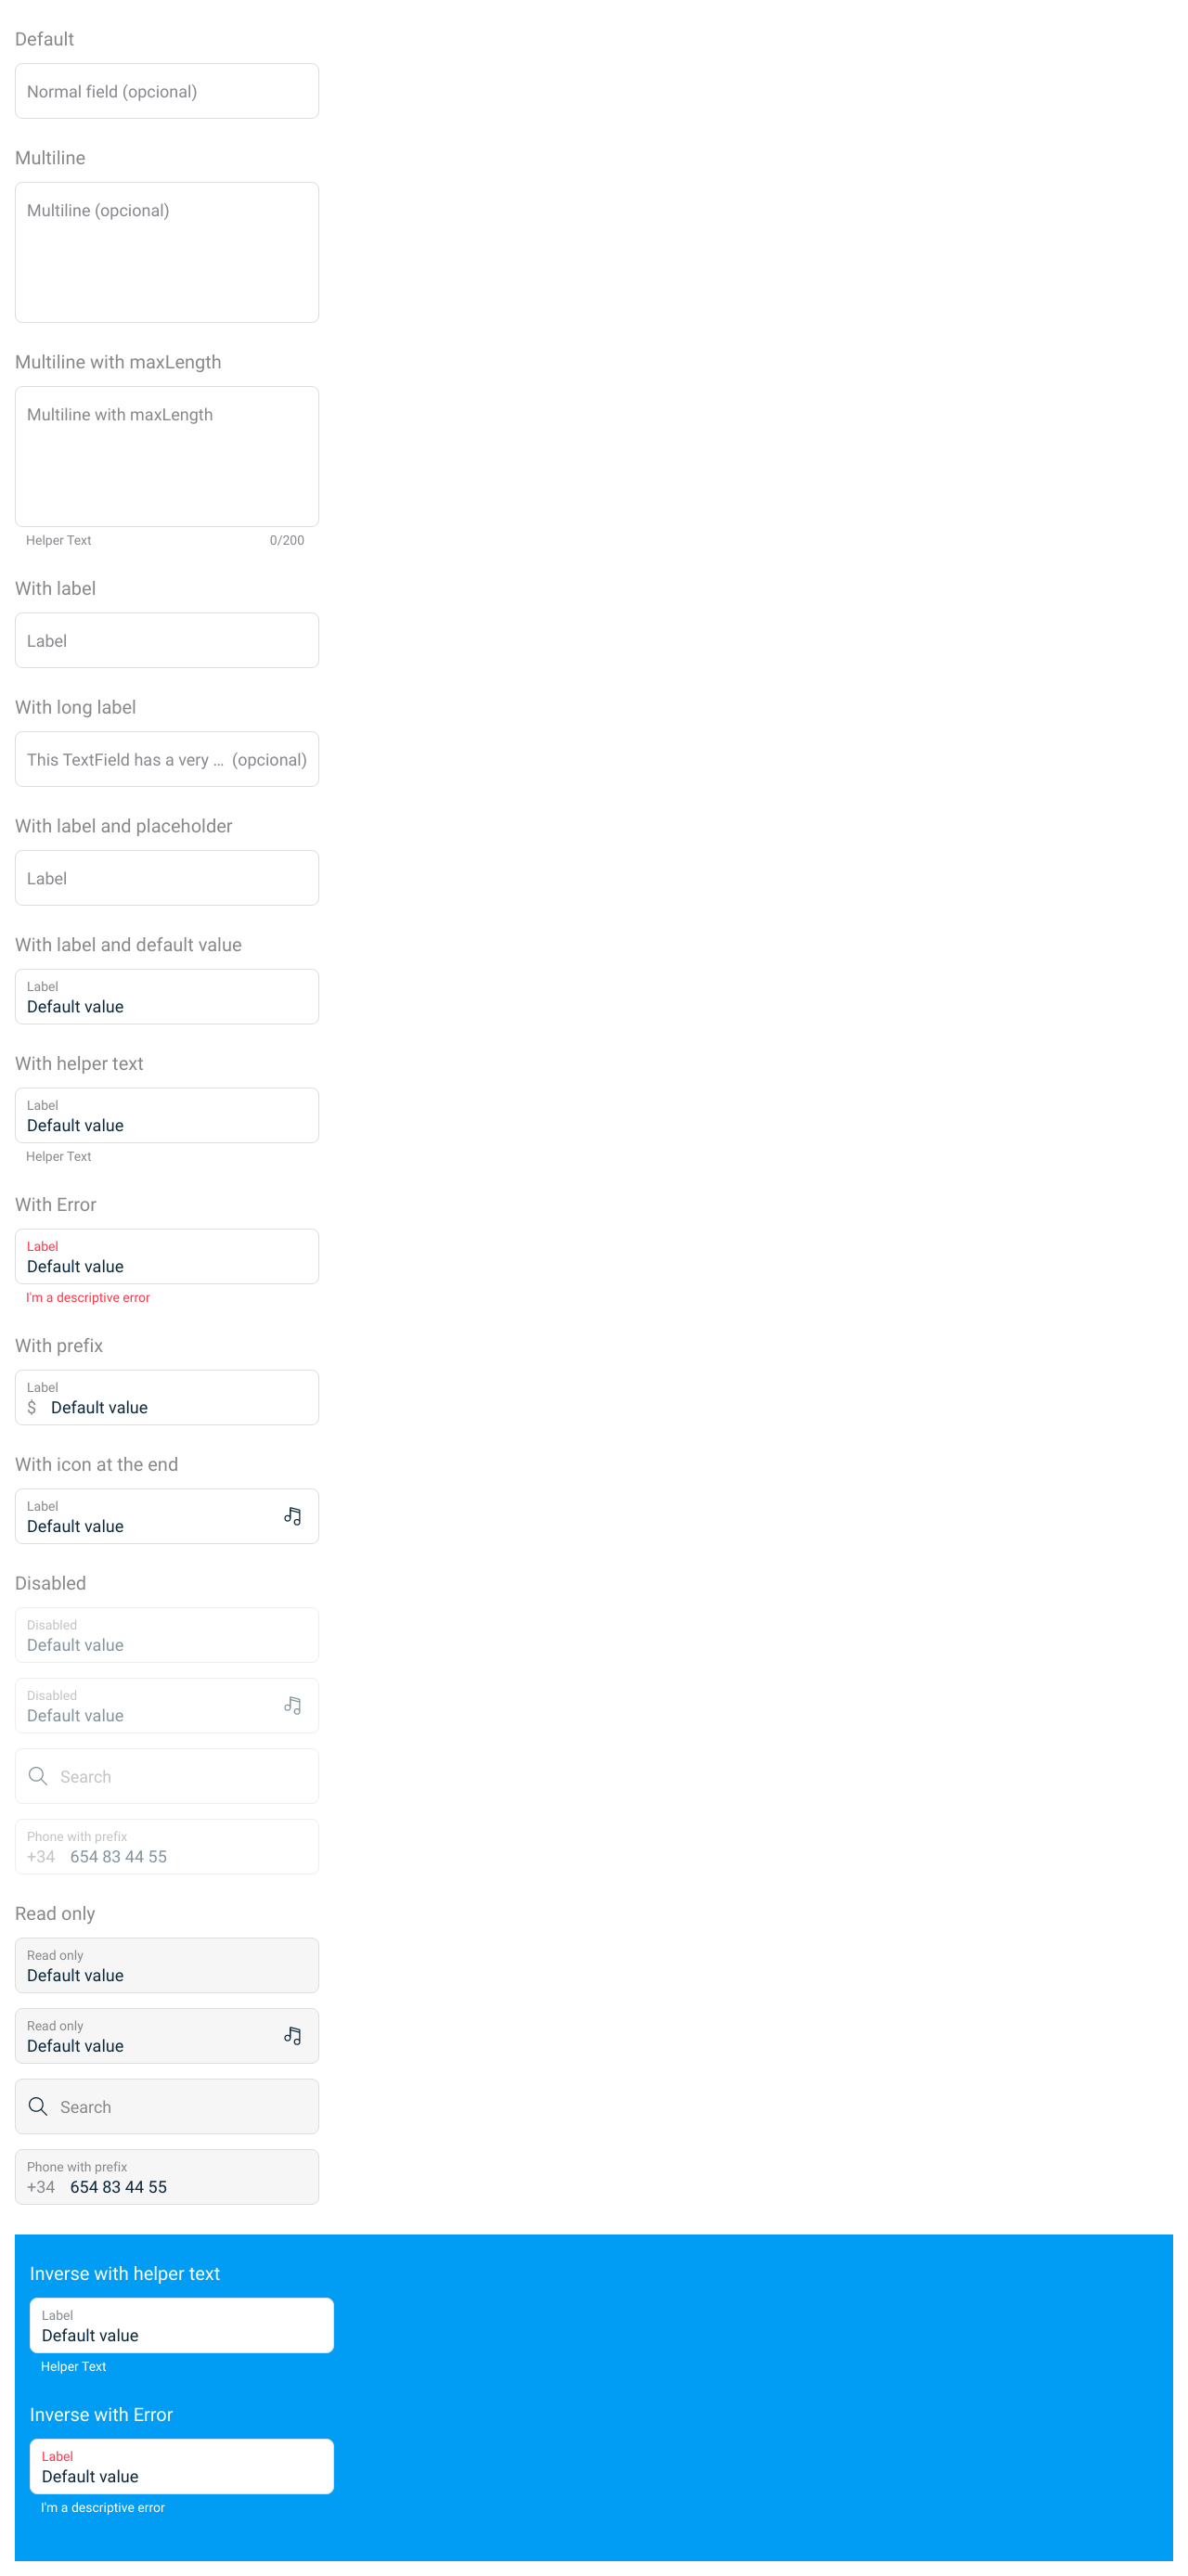 Default
Normal field (opcional)
Multiline
Multiline (opcional)
Multiline with maxLength
Multiline with maxLength
Helper Text 0/200
With label
Label
With long label
This TextField has a very ... (opcional)
With label and placeholder
Label
With label and default value
Label
Default value
With helper text
Label
Default value
Helper Text
With Error
Label
Default value
I'm a descriptive error
With prefix
Label
$ Default value
With icon at the end
Label
Default value
Disabled
Disabled
Default value
Disabled
Default value
Search
Phone with prefix
+34 654 83 44 55
Read only
Read only
Default value
Read only
Default value
Search
Phone with prefix
+34 654 83 44 55
Inverse with helper text
Label
Default value
Helper Text
Inverse with Error
Label
Default value
I'm a descriptive error